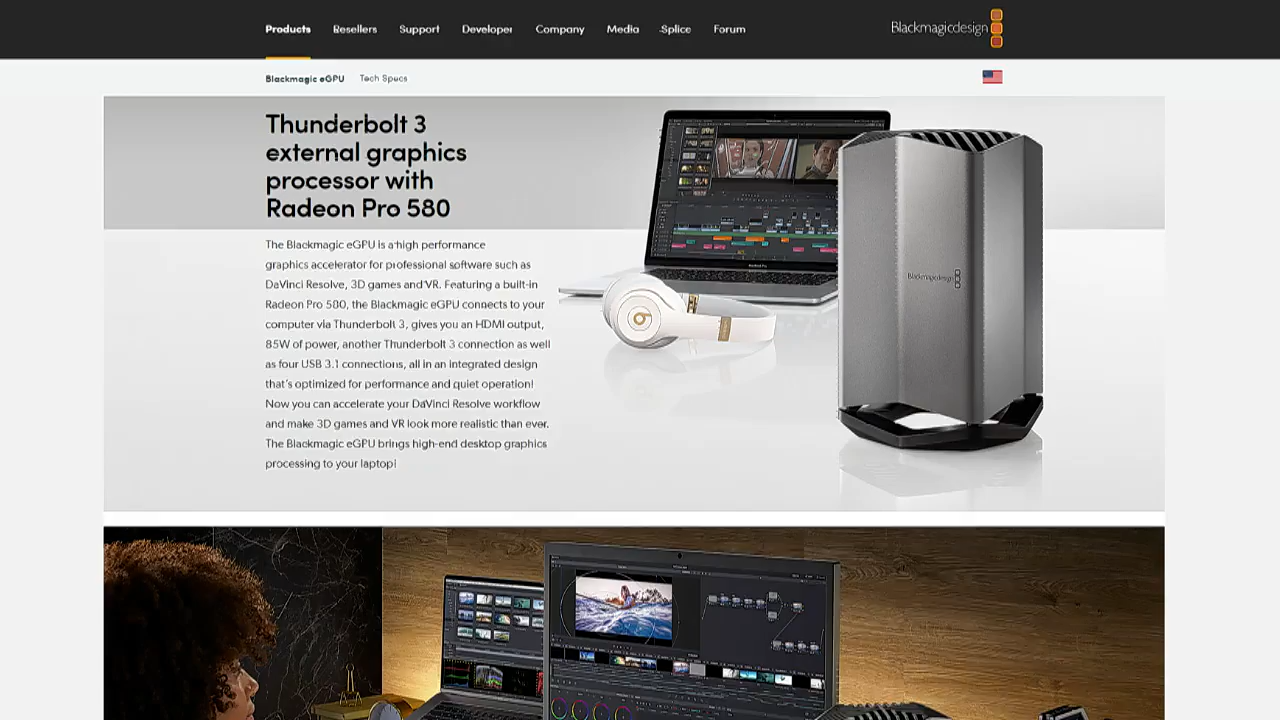 Products Resellers Support Developer Company Media Splice Forum Blackmagicdesign
Blackmagic eGPU Tech Specs
Thunderbolt 3
external graphics
processor with
Radeon Pro 580
The Blackmagic eGPU is a high performance
graphics accelerator for professional software such as
DaVinci Resolve, 3D games and VR. Featuring a built-in
Radeon Pro 580, the Blackmagic eGPU connects to your
computer via Thunderbolt 3, gives you an HDMI output,
85W of power, another Thunderbolt 3 connection as well
as four USB 3.1 connections, all in an integrated design
that's optimized for performance and quiet operation!
Now you can accelerate your DaVinci Resolve workflow
and make 3D games and VR look more realistic than ever.
The Blackmagic eGPU brings high-end desktop graphics
processing to your laptop!
Blackmagicdesign